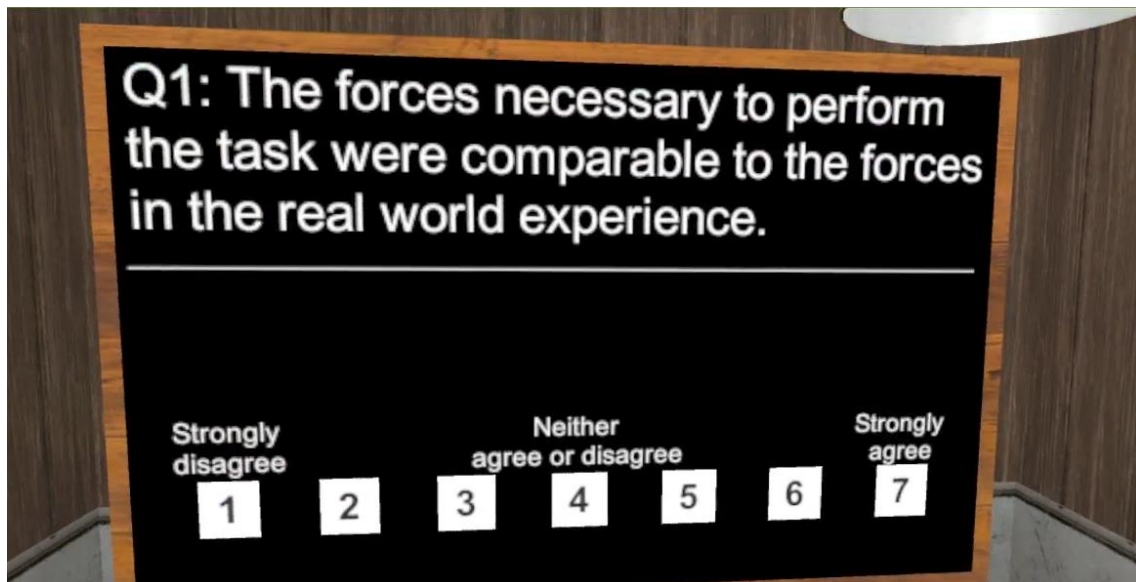 Q1: The forces necessary to perform
the task were comparable to the forces
in the real world experience.
Strongly
disagree
Neither
agree or disagree
Strongly
agree
1 2 3 4 5 6 7